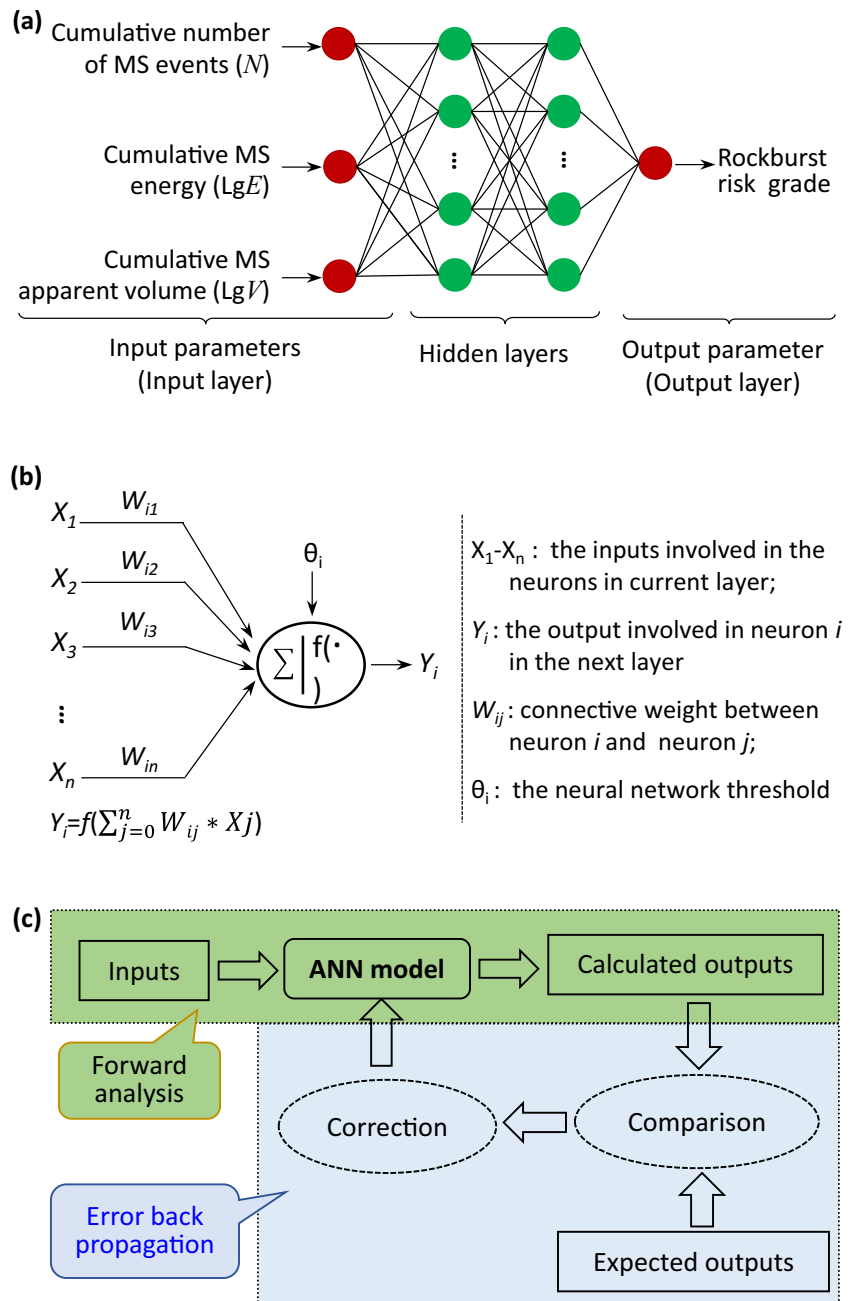 (a)
Cumulative number
of MS events (N)
Cumulative MS
energy (LgE)
Cumulative MS
apparent volume (LgV)
...
...
Rockburst
risk grade
Input parameters
(Input layer)
Hidden layers
Output parameter
(Output layer)
(b)
X1 Wi1
X2 Wi2
X3 Wi3
...
Xn Win
θi
∑ f(·
)
Yi
Yi=f(∑_{j=0}^{n} Wij * Xj)
X1-Xn : the inputs involved in the
neurons in current layer;
Yi : the output involved in neuron i
in the next layer
Wij : connective weight between
neuron i and neuron j;
θi : the neural network threshold
(c)
Inputs
ANN model
Calculated outputs
Forward
analysis
Correction
Comparison
Error back
propagation
Expected outputs